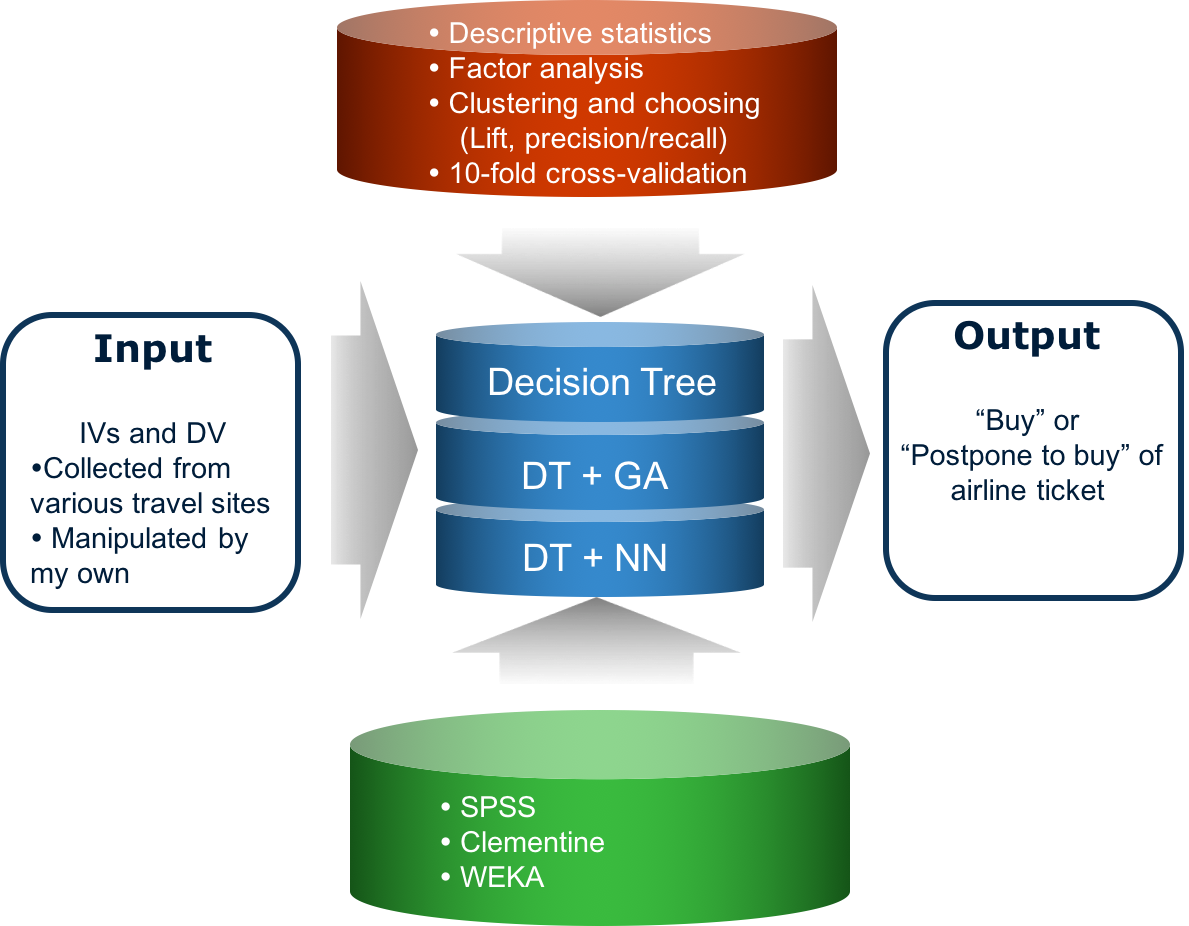 • Descriptive statistics
• Factor analysis
• Clustering and choosing
(Lift, precision/recall)
• 10-fold cross-validation
Input
IVs and DV
•Collected from
various travel sites
• Manipulated by
my own
Decision Tree
DT + GA
DT + NN
Output
“Buy” or
“Postpone to buy” of
airline ticket
• SPSS
• Clementine
• WEKA